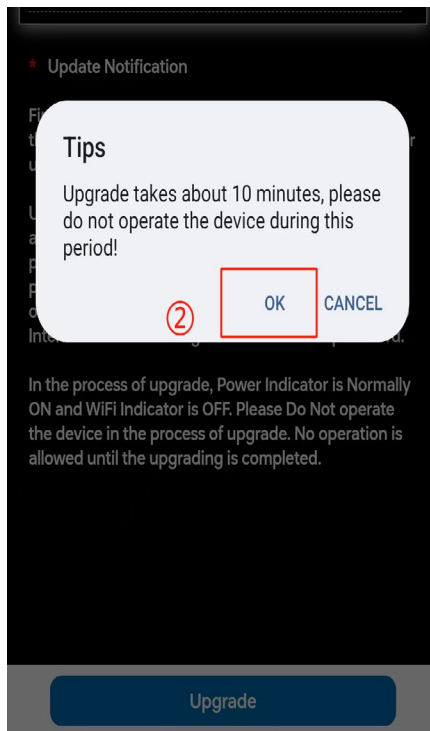 * Update Notification
Tips
Upgrade takes about 10 minutes, please
do not operate the device during this
period!
② OK CANCEL
In the process of upgrade, Power Indicator is Normally
ON and WiFi Indicator is OFF. Please Do Not operate
the device in the process of upgrade. No operation is
allowed until the upgrading is completed.
Upgrade